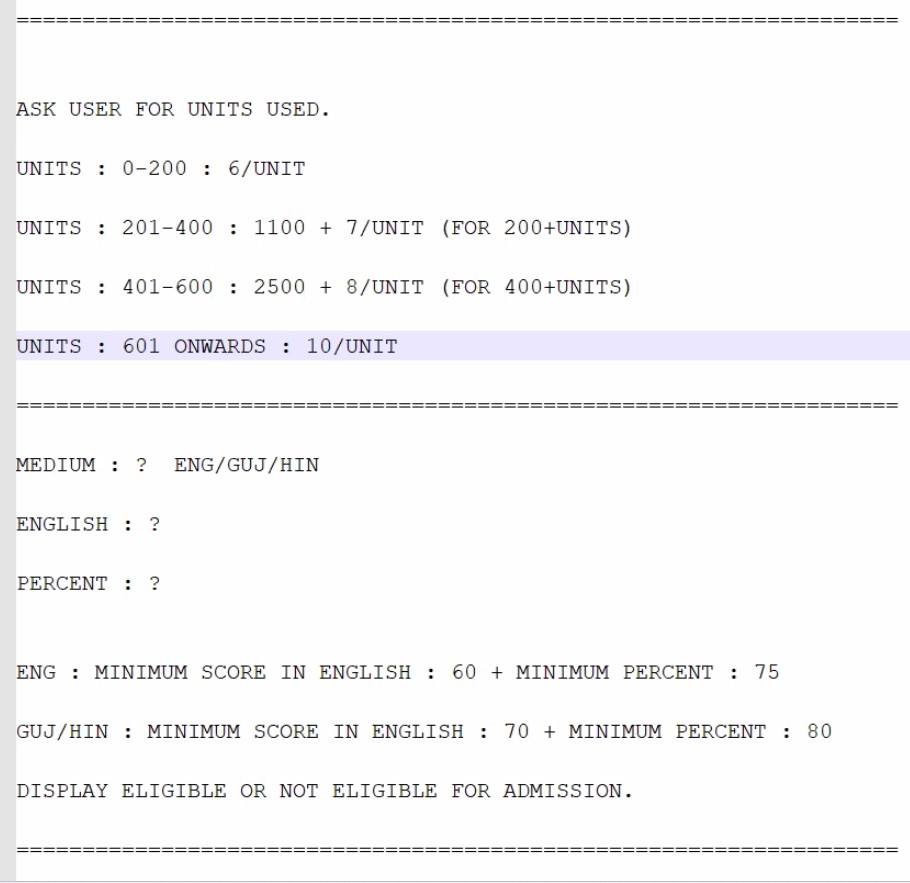 ===================================================================
ASK USER FOR UNITS USED.
UNITS : 0-200 : 6/UNIT
UNITS : 201-400 : 1100 + 7/UNIT (FOR 200+UNITS)
UNITS : 401-600 : 2500 + 8/UNIT (FOR 400+UNITS)
UNITS : 601 ONWARDS : 10/UNIT
===================================================================
MEDIUM : ?  ENG/GUJ/HIN
ENGLISH : ?
PERCENT : ?
ENG : MINIMUM SCORE IN ENGLISH : 60 + MINIMUM PERCENT : 75
GUJ/HIN : MINIMUM SCORE IN ENGLISH : 70 + MINIMUM PERCENT : 80
DISPLAY ELIGIBLE OR NOT ELIGIBLE FOR ADMISSION.
===================================================================